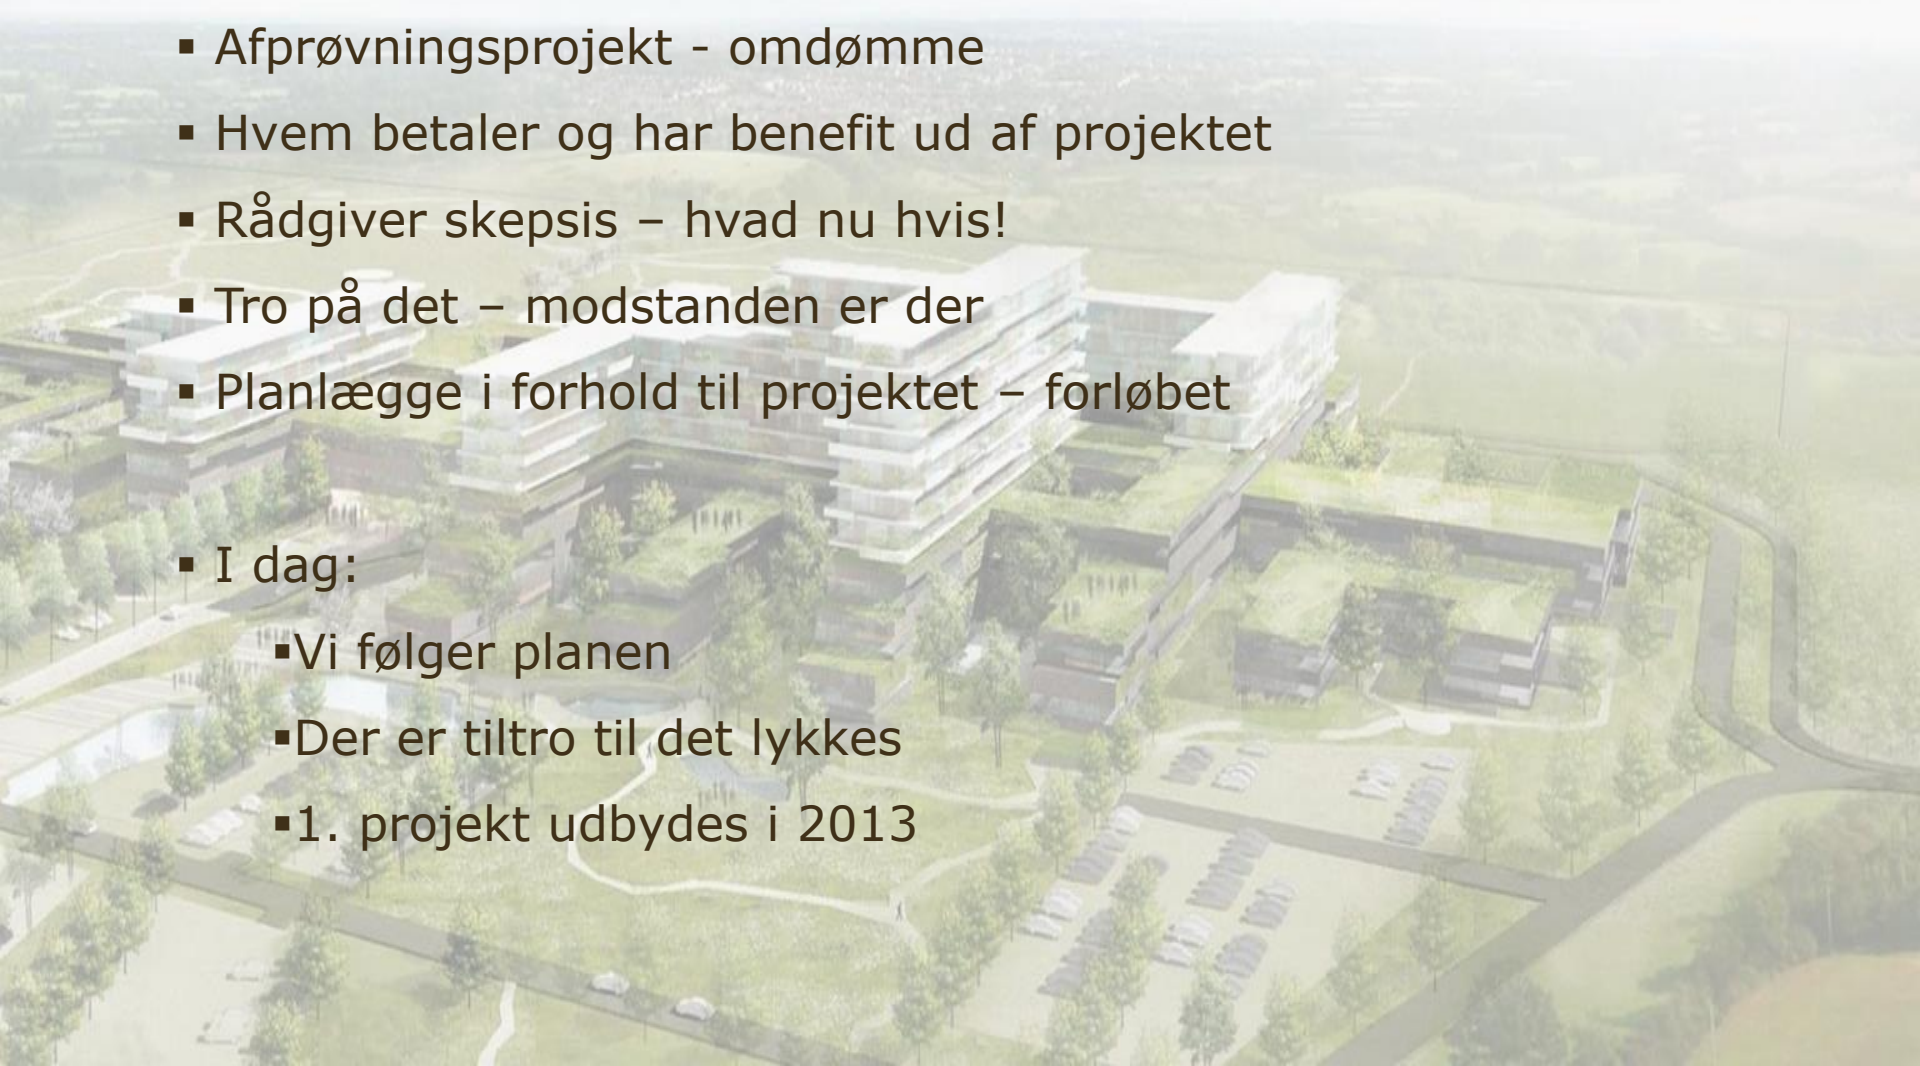 ▪ Afprøvningsprojekt - omdømme
▪ Hvem betaler og har benefit ud af projektet
▪ Rådgiver skepsis – hvad nu hvis!
▪ Tro på det – modstanden er der
▪ Planlægge i forhold til projektet – forløbet
▪ I dag:
▪Vi følger planen
▪Der er tiltro til det lykkes
▪1. projekt udbydes i 2013